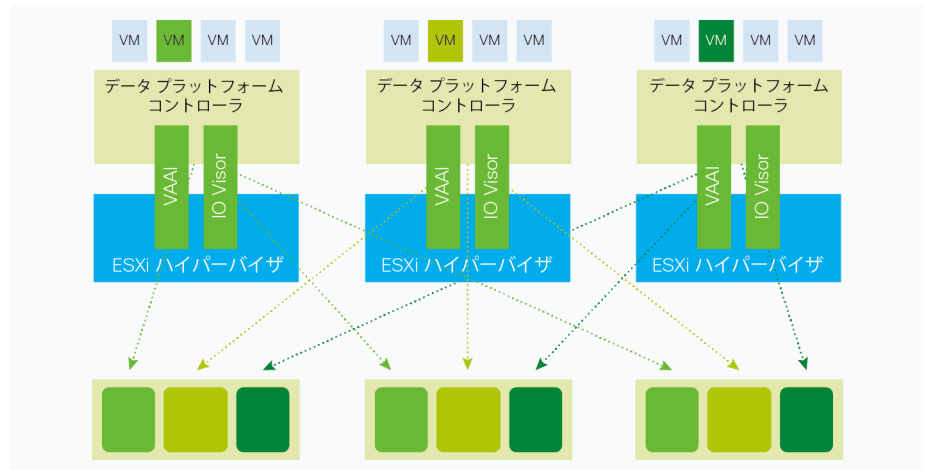 VM VM VM VM
データ プラットフォーム
コントローラ
VAAI
IO Visor
ESXi ハイパーバイザ
VM VM VM VM
データ プラットフォーム
コントローラ
VAAI
IO Visor
ESXi ハイパーバイザ
VM VM VM VM
データ プラットフォーム
コントローラ
VAAI
IO Visor
ESXi ハイパーバイザ